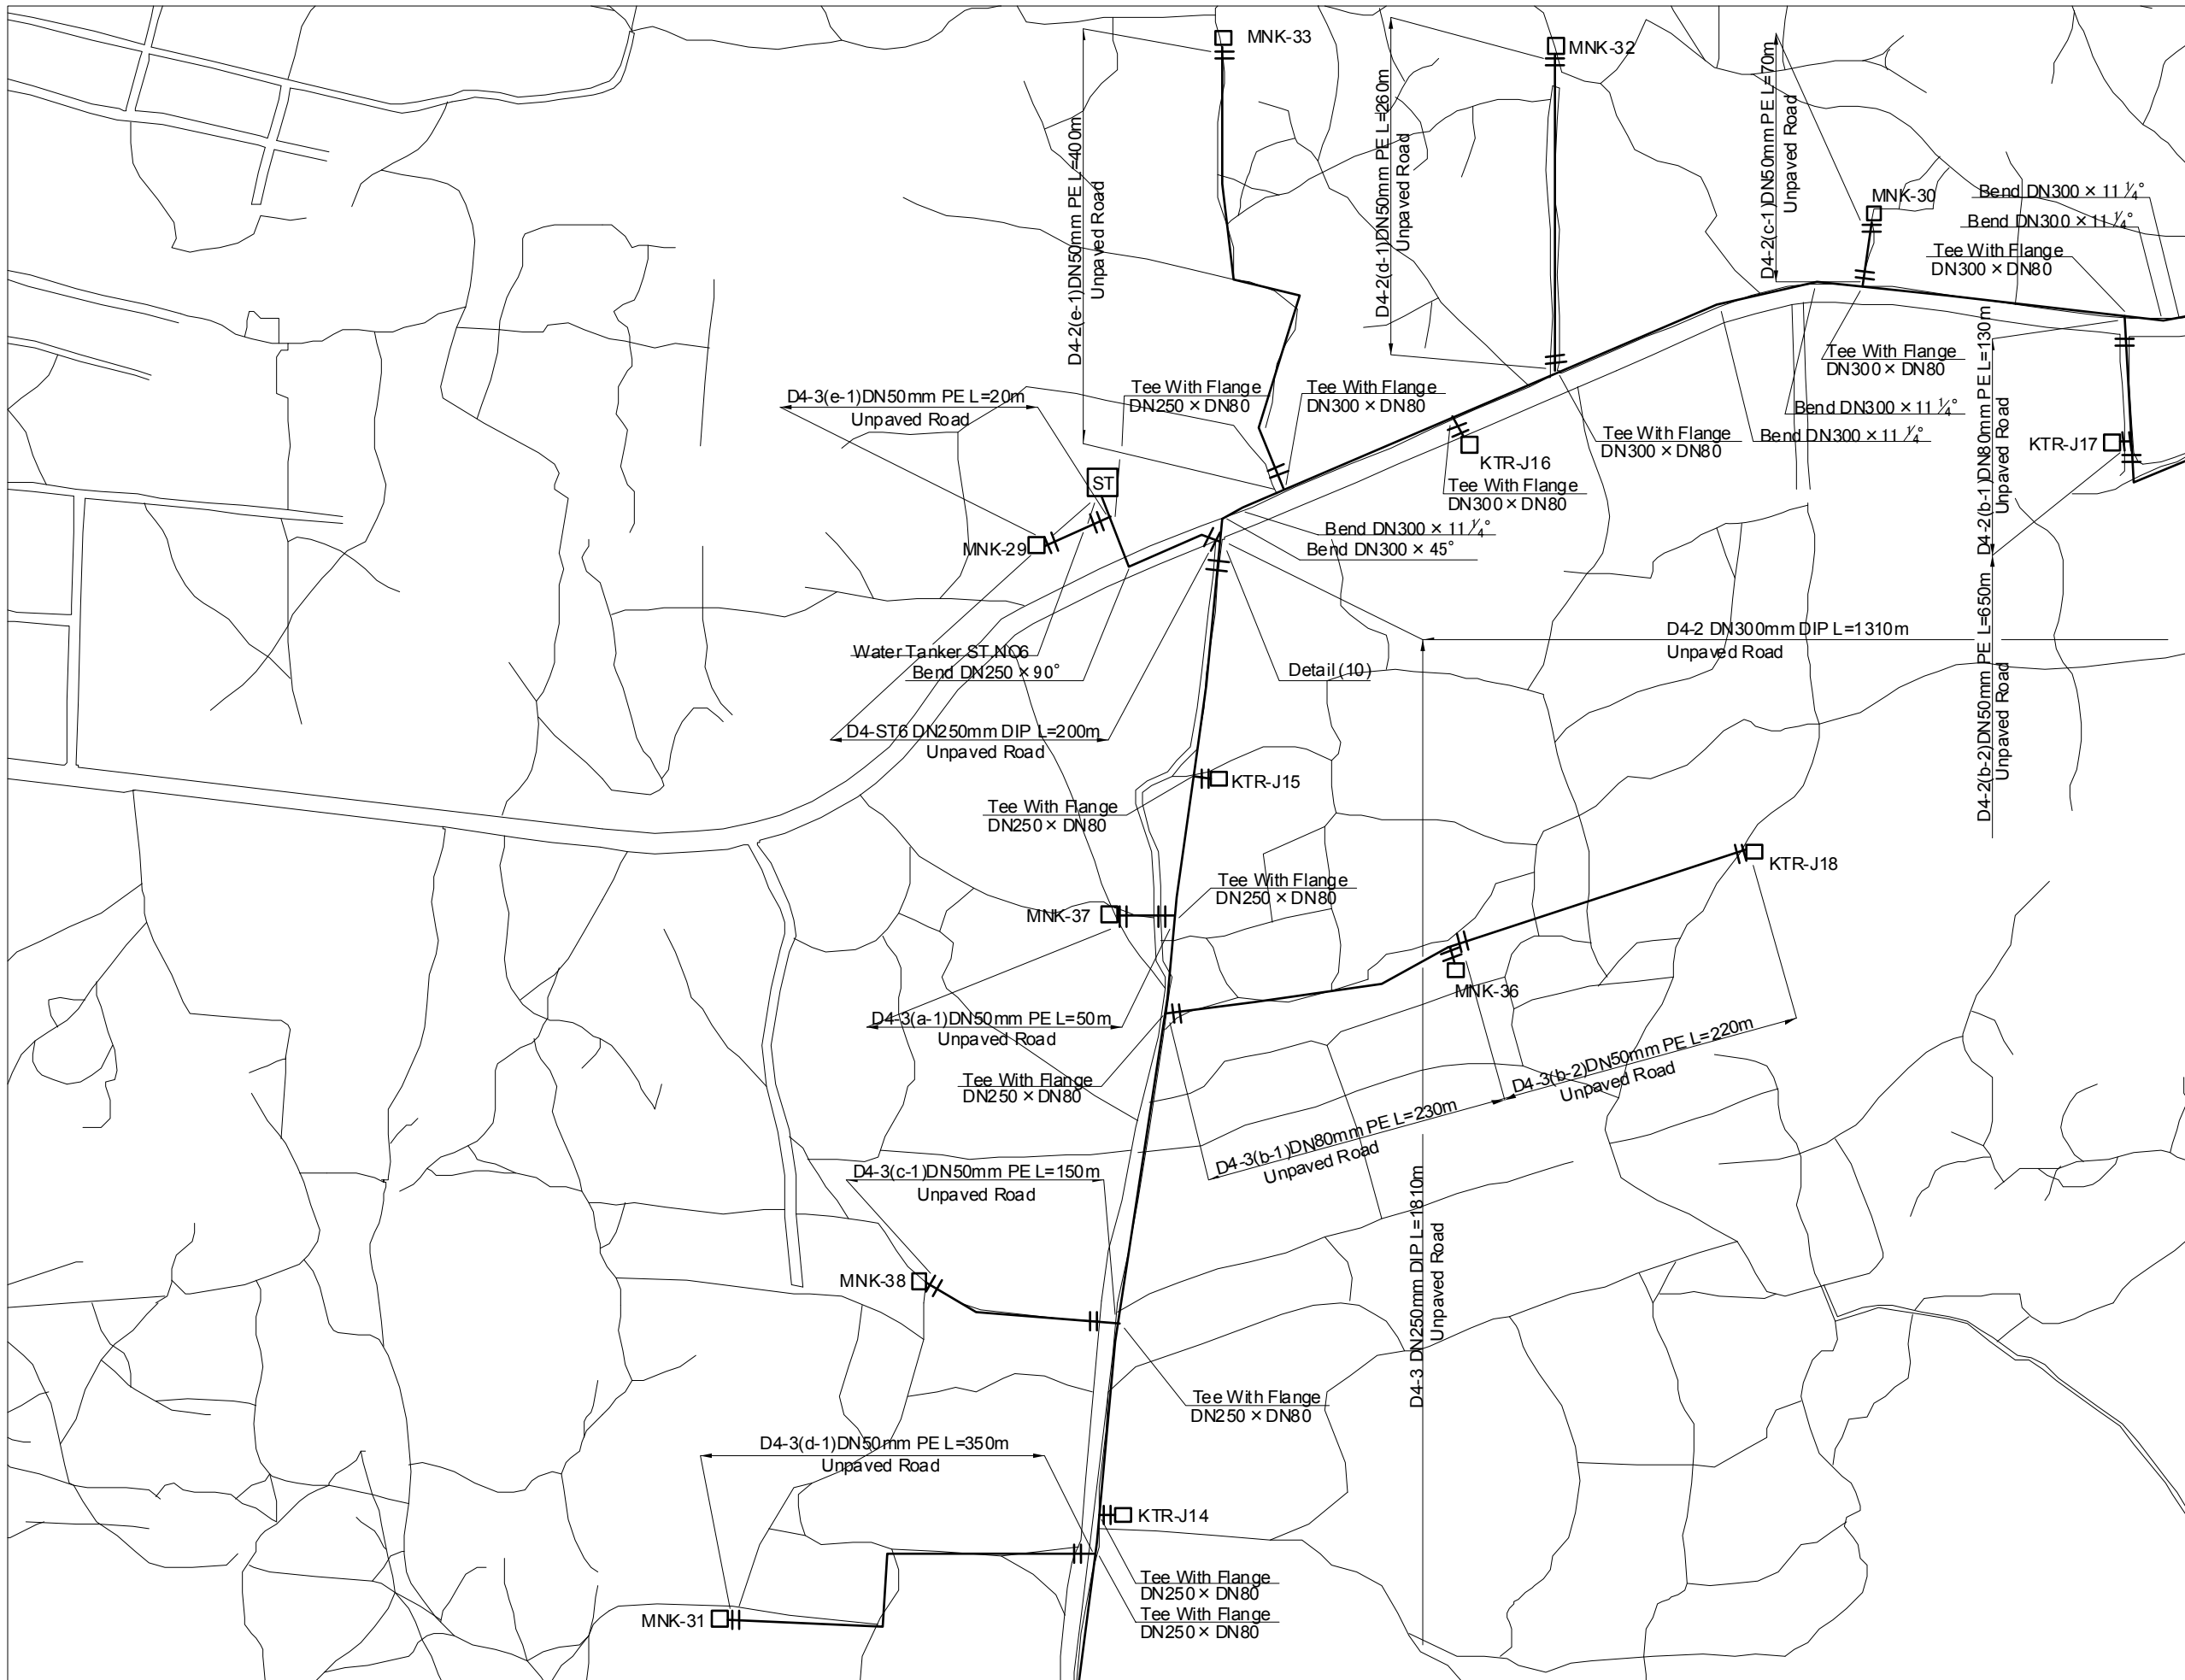 MNK-33
MNK-32
D4-2(e-1)DN50mm PE L=400m
Unpaved Road
D4-2(d-1)DN50mm PE L=260m
Unpaved Road
D4-2(c-1)DN50mm PE L=70m
Unpaved Road
MNK-30
Bend DN300 × 11 ¼°
Bend DN300 × 11 ¼°
Tee With Flange
DN300 × DN80
D4-3(e-1)DN50mm PE L=20m
Unpaved Road
Tee With Flange
DN250 × DN80
Tee With Flange
DN300 × DN80
Tee With Flange
DN300 × DN80
Bend DN300 × 11 ¼°
Bend DN300 × 11 ¼°
Tee With Flange
DN300 × DN80
D4-2(b-1)DN80mm PE L=130m
Unpaved Road
KTR-J17
KTR-J16
Tee With Flange
DN300 × DN80
ST
MNK-29
Bend DN300 × 11 ¼°
Bend DN300 × 45°
D4-2(b-2)DN50mm PE L=650m
Unpaved Road
D4-2 DN300mm DIP L=1310m
Unpaved Road
Water Tanker ST.NO6
Bend DN250 × 90°
Detail (10)
D4-ST6 DN250mm DIP L=200m
Unpaved Road
KTR-J15
Tee With Flange
DN250 × DN80
KTR-J18
Tee With Flange
DN250 × DN80
MNK-37
MNK-36
D4-3(a-1)DN50mm PE L=50m
Unpaved Road
Tee With Flange
DN250 × DN80
D4-3(b-2)DN50mm PE L=220m
Unpaved Road
D4-3(b-1)DN80mm PE L=230m
Unpaved Road
D4-3(c-1)DN50mm PE L=150m
Unpaved Road
D4-3 DN250mm DIP L=1810m
Unpaved Road
MNK-38
Tee With Flange
DN250 × DN80
D4-3(d-1)DN50mm PE L=350m
Unpaved Road
KTR-J14
Tee With Flange
DN250 × DN80
Tee With Flange
DN250 × DN80
MNK-31